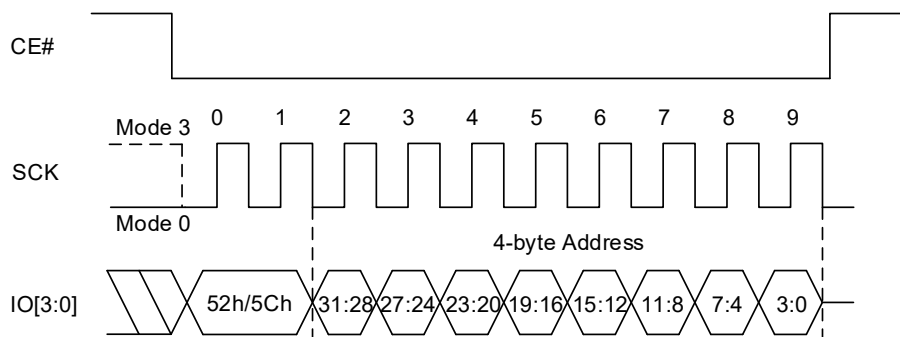 CE#
0 1 2 3 4 5 6 7 8 9
Mode 3
SCK
Mode 0
4-byte Address
IO[3:0] 52h/5Ch 31:28 27:24 23:20 19:16 15:12 11:8 7:4 3:0